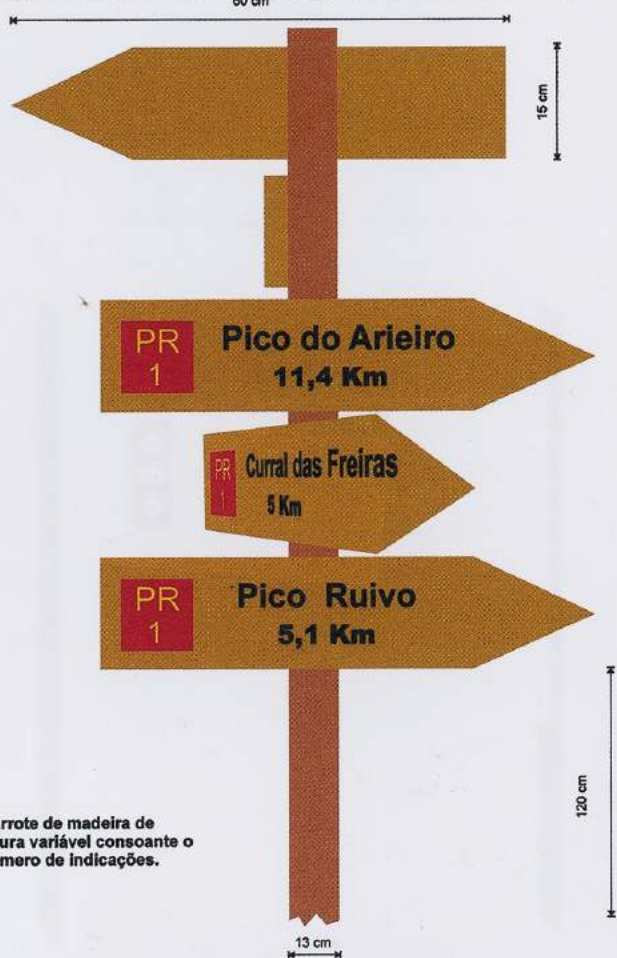 60 cm
15 cm
PR
1
Pico do Arieiro
11,4 Km
PR
1
Curral das Freiras
5 Km
PR
1
Pico Ruivo
5,1 Km
120 cm
rrote de madeira de
ura variável consoante o
mero de indicações.
13 cm